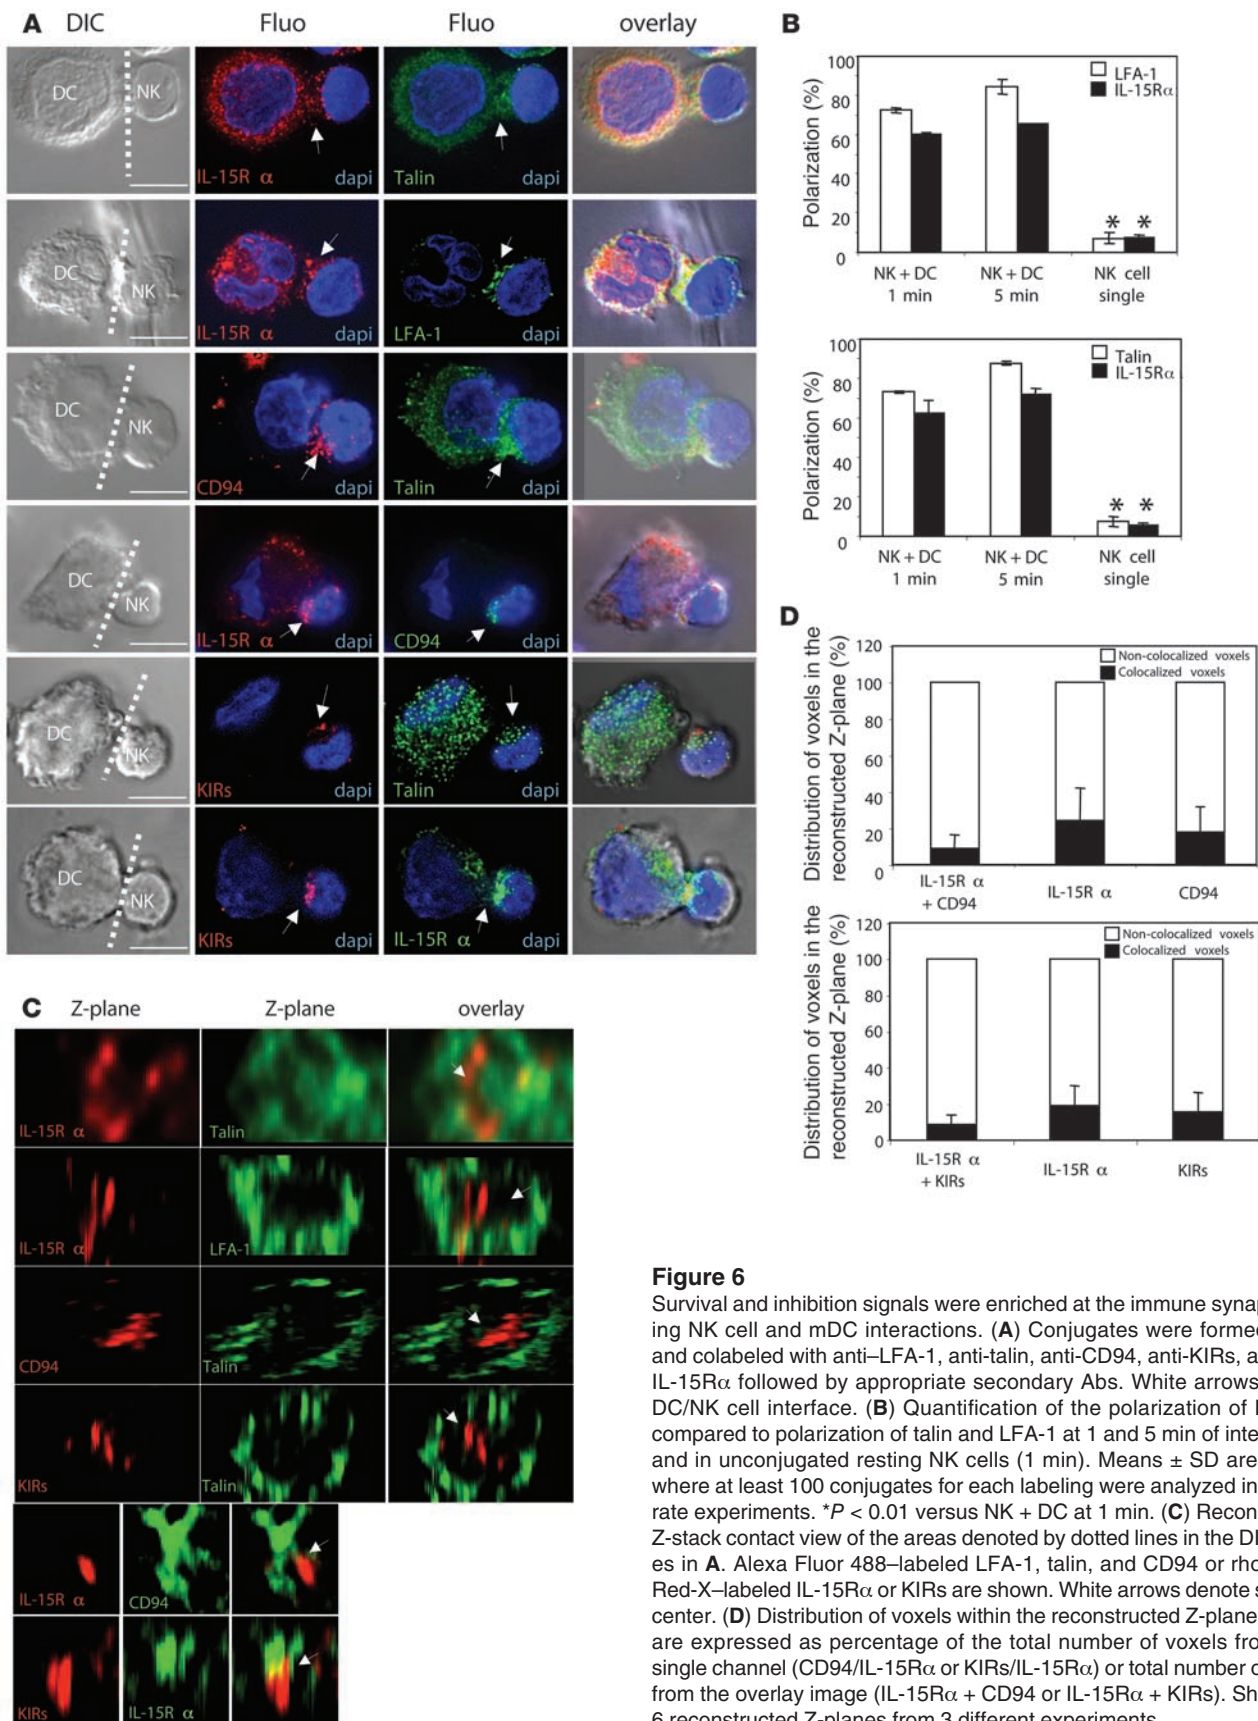 A DIC Fluo Fluo overlay
DC NK IL-15R α dapi Talin dapi
DC NK IL-15R α dapi LFA-1 dapi
DC NK CD94 dapi Talin dapi
DC NK IL-15R α dapi CD94 dapi
DC NK KIRs dapi Talin dapi
DC NK KIRs dapi IL-15R α dapi
B
Polarization (%)
100
80
60
40
20
0
LFA-1
IL-15Rα
* *
NK + DC NK + DC NK cell
1 min 5 min single
Polarization (%)
100
80
60
40
20
0
Talin
IL-15Rα
* *
NK + DC NK + DC NK cell
1 min 5 min single
C Z-plane Z-plane overlay
IL-15R α Talin
IL-15R α LFA-1
CD94 Talin
KIRs Talin
IL-15R α CD94
KIRs IL-15R α
D
Distribution of voxels in the
reconstructed Z-plane (%)
120
100
80
60
40
20
0
Non-colocalized voxels
Colocalized voxels
IL-15R α IL-15R α CD94
+ CD94
Distribution of voxels in the
reconstructed Z-plane (%)
120
100
80
60
40
20
0
Non-colocalized voxels
Colocalized voxels
IL-15R α IL-15R α KIRs
+ KIRs
Figure 6
Survival and inhibition signals were enriched at the immune synap
ing NK cell and mDC interactions. (A) Conjugates were formed
and colabeled with anti–LFA-1, anti-talin, anti-CD94, anti-KIRs, a
IL-15Rα followed by appropriate secondary Abs. White arrows
DC/NK cell interface. (B) Quantification of the polarization of
compared to polarization of talin and LFA-1 at 1 and 5 min of inte
and in unconjugated resting NK cells (1 min). Means ± SD are
where at least 100 conjugates for each labeling were analyzed in
rate experiments. *P < 0.01 versus NK + DC at 1 min. (C) Recon
Z-stack contact view of the areas denoted by dotted lines in the DI
es in A. Alexa Fluor 488–labeled LFA-1, talin, and CD94 or rho
Red-X–labeled IL-15Rα or KIRs are shown. White arrows denote s
center. (D) Distribution of voxels within the reconstructed Z-plane
are expressed as percentage of the total number of voxels fro
single channel (CD94/IL-15Rα or KIRs/IL-15Rα) or total number o
from the overlay image (IL-15Rα + CD94 or IL-15Rα + KIRs). Sh
6 reconstructed Z-planes from 3 different experiments.